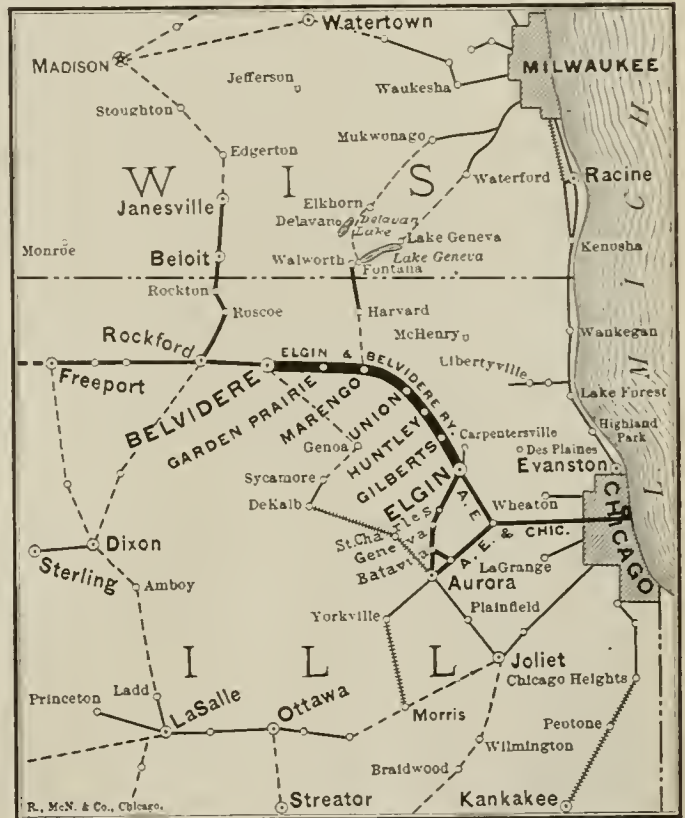 Watertown
MADISON
MILWAUKEE
Jefferson
Waukesha
Stoughton
Mukwonago
Edgerton
W I S
Waterford
Racine
Janesville
Elkhorn
Delavan
Delavan Lake
Lake Geneva
Monroe
Beloit
Walworth
Lake Geneva
Kenosha
Fontana
Rockton
Roscoe
Harvard
Rockford
McHenry
Waukegan
ELGIN & BELVIDERE RY.
Libertyville
Freeport
Lake Forest
BELVIDERE
GARDEN PRAIRIE
MARENGO
UNION
HUNTLEY
GILBERTS
ELGIN
Highland Park
Carpentersville
Des Plaines
Genoa
Evanston
Sycamore
DeKalb
A. E. & CHIC.
Wheaton
CHICAGO
St. Charles
Geneva
Batavia
A. E.
LaGrange
Dixon
Sterling
Aurora
Amboy
Yorkville
Plainfield
I L L
Joliet
Chicago Heights
Princeton
Ladd
LaSalle
Ottawa
Morris
Peotone
Wilmington
Braidwood
Streator
Kankakee
L. MICH
R., McN. & Co., Chicago.